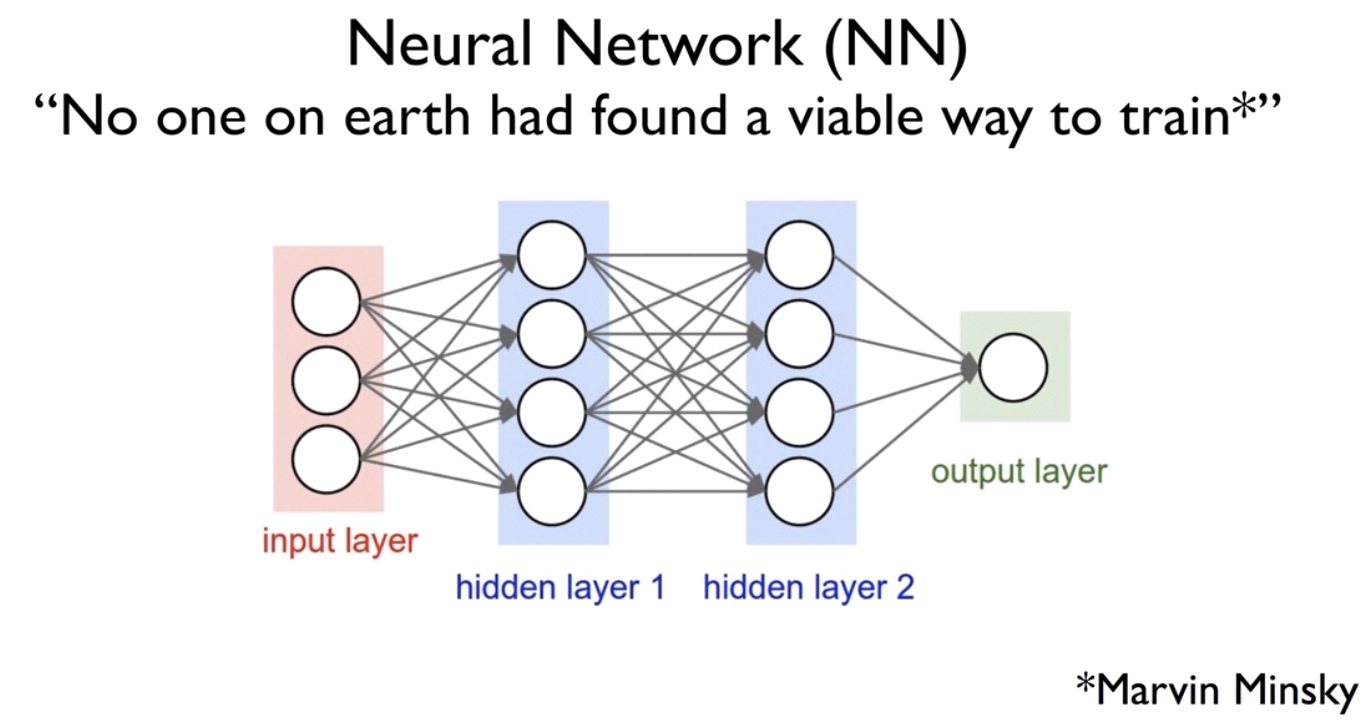 Neural Network (NN)
“No one on earth had found a viable way to train*”
input layer
hidden layer 1
hidden layer 2
output layer
*Marvin Minsky